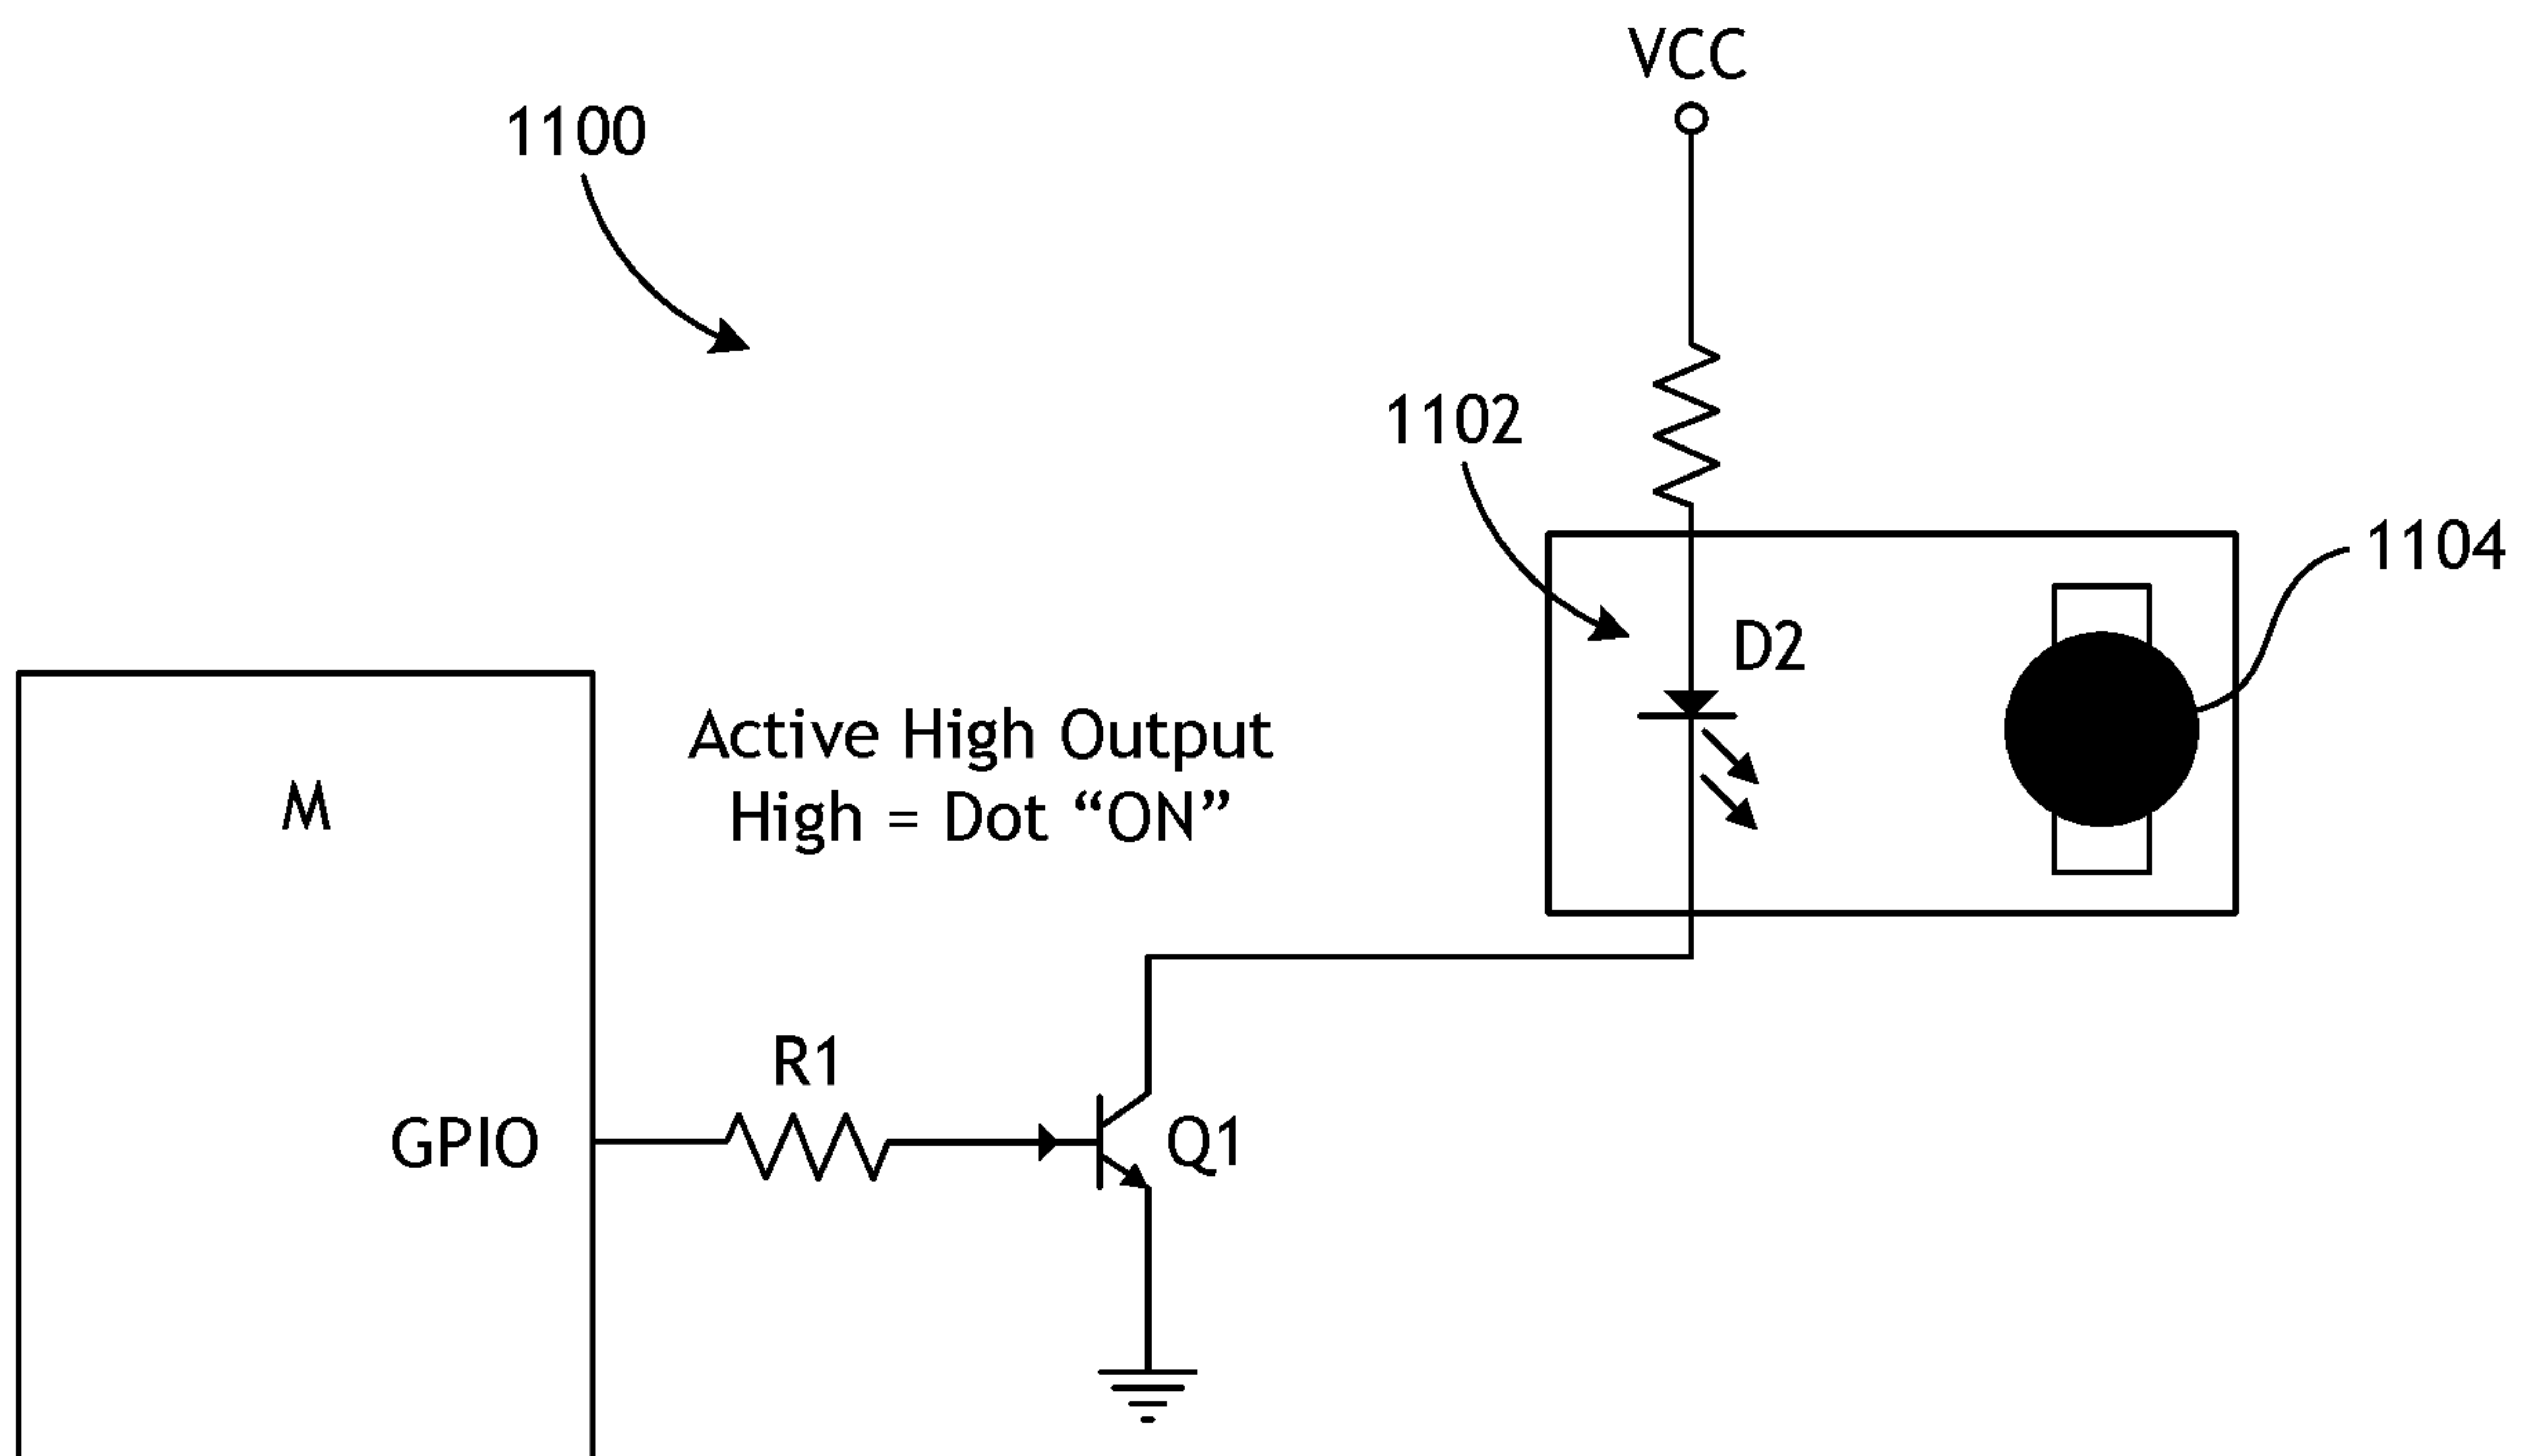 VCC
1100
1102
1104
D2
Active High Output
High = Dot “ON”
M
R1
GPIO
Q1